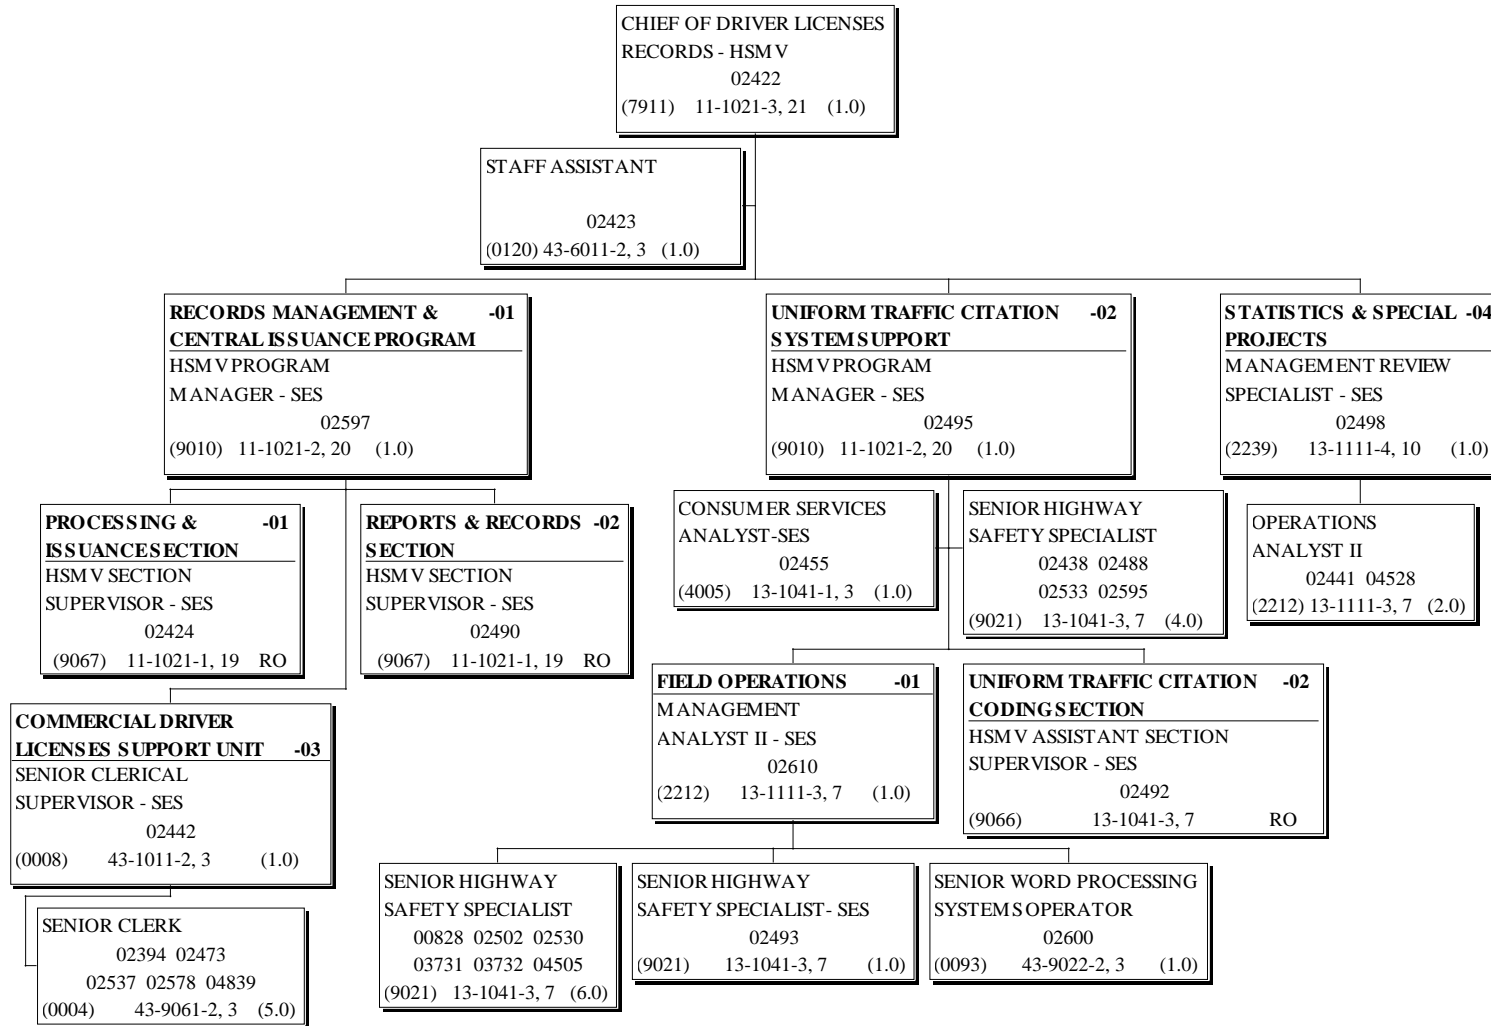 CHIEF OF DRIVER LICENSES
RECORDS - HSMV
02422
(7911) 11-1021-3, 21 (1.0)
STAFF ASSISTANT
02423
(0120) 43-6011-2, 3 (1.0)
RECORDS MANAGEMENT & -01
CENTRAL ISSUANCE PROGRAM
HSMV PROGRAM
MANAGER - SES
02597
(9010) 11-1021-2, 20 (1.0)
UNIFORM TRAFFIC CITATION -02
SYSTEM SUPPORT
HSMV PROGRAM
MANAGER - SES
02495
(9010) 11-1021-2, 20 (1.0)
STATISTICS & SPECIAL -04
PROJECTS
MANAGEMENT REVIEW
SPECIALIST - SES
02498
(2239) 13-1111-4, 10 (1.0)
PROCESSING & -01
ISSUANCE SECTION
HSMV SECTION
SUPERVISOR - SES
02424
(9067) 11-1021-1, 19 RO
REPORTS & RECORDS -02
SECTION
HSMV SECTION
SUPERVISOR - SES
02490
(9067) 11-1021-1, 19 RO
CONSUMER SERVICES
ANALYST-SES
02455
(4005) 13-1041-1, 3 (1.0)
SENIOR HIGHWAY
SAFETY SPECIALIST
02438 02488
02533 02595
(9021) 13-1041-3, 7 (4.0)
OPERATIONS
ANALYST II
02441 04528
(2212) 13-1111-3, 7 (2.0)
COMMERCIAL DRIVER
LICENSES SUPPORT UNIT -03
SENIOR CLERICAL
SUPERVISOR - SES
02442
(0008) 43-1011-2, 3 (1.0)
FIELD OPERATIONS -01
MANAGEMENT
ANALYST II - SES
02610
(2212) 13-1111-3, 7 (1.0)
UNIFORM TRAFFIC CITATION -02
CODING SECTION
HSMV ASSISTANT SECTION
SUPERVISOR - SES
02492
(9066) 13-1041-3, 7 RO
SENIOR CLERK
02394 02473
02537 02578 04839
(0004) 43-9061-2, 3 (5.0)
SENIOR HIGHWAY
SAFETY SPECIALIST
00828 02502 02530
03731 03732 04505
(9021) 13-1041-3, 7 (6.0)
SENIOR HIGHWAY
SAFETY SPECIALIST- SES
02493
(9021) 13-1041-3, 7 (1.0)
SENIOR WORD PROCESSING
SYSTEMS OPERATOR
02600
(0093) 43-9022-2, 3 (1.0)